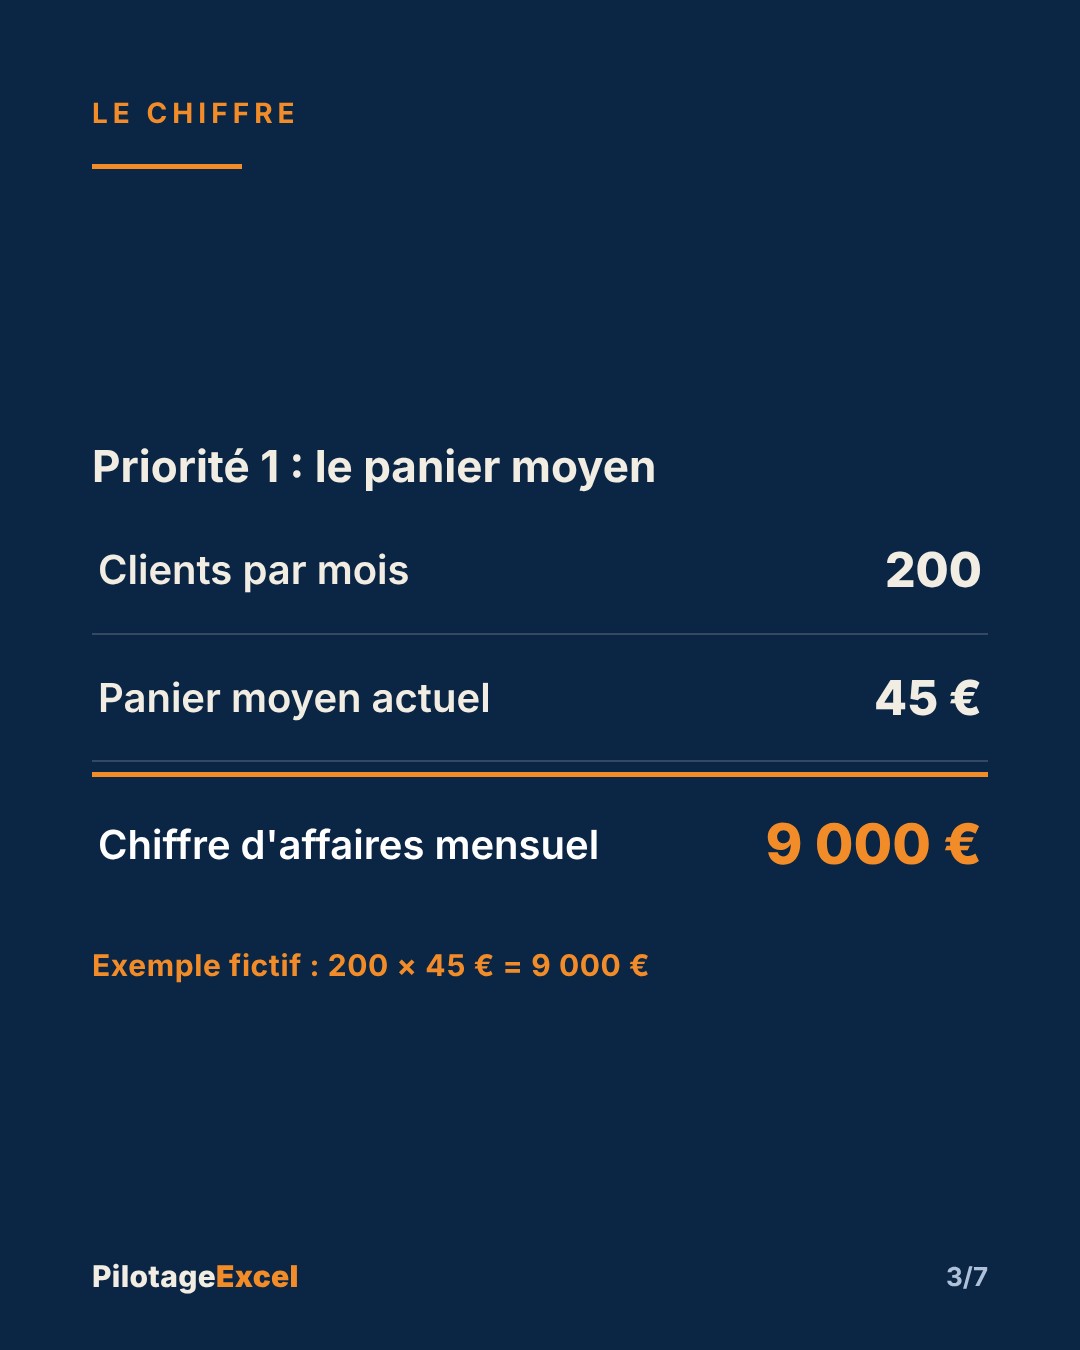 LE CHIFFRE
Priorité 1 : le panier moyen
Clients par mois 200
Panier moyen actuel 45 €
Chiffre d'affaires mensuel 9 000 €
Exemple fictif : 200 × 45 € = 9 000 €
PilotageExcel 3/7